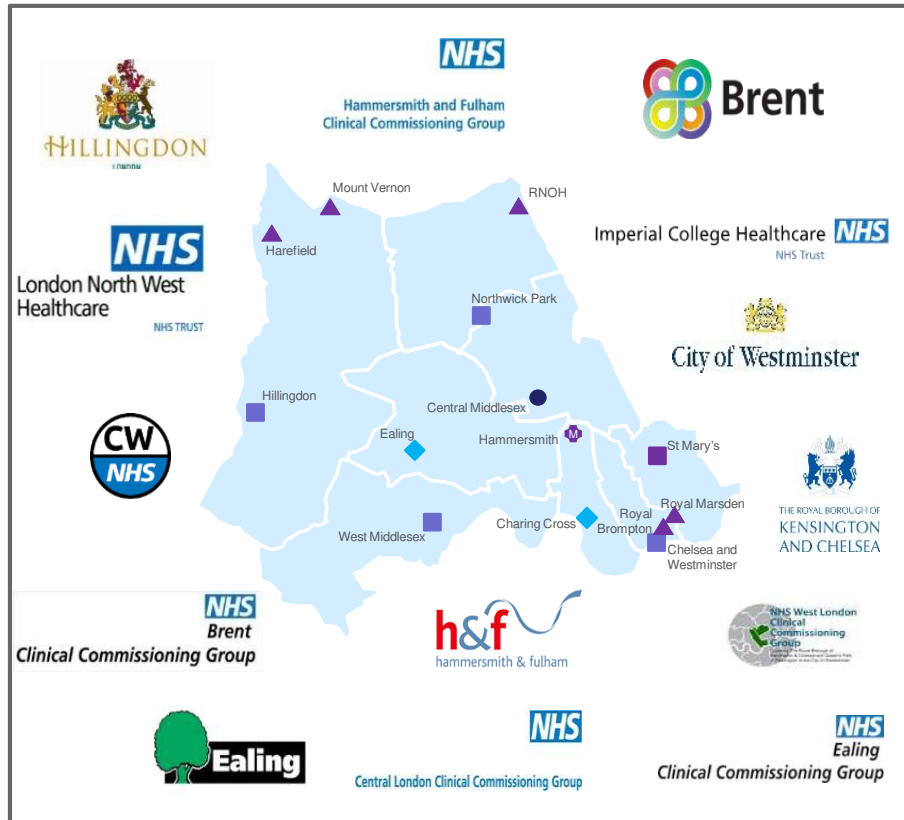 HILLINGDON
LONDON
NHS
Hammersmith and Fulham
Clinical Commissioning Group
Brent
Mount Vernon
RNOH
Harefield
NHS
London North West
Healthcare
NHS TRUST
Imperial College Healthcare NHS
NHS Trust
Northwick Park
City of Westminster
Hillingdon
Central Middlesex
CW
NHS
Ealing
Hammersmith
M
St Mary's
THE ROYAL BOROUGH OF
KENSINGTON
AND CHELSEA
Royal Marsden
Royal
Brompton
Charing Cross
West Middlesex
Chelsea and
Westminster
NHS
Brent
Clinical Commissioning Group
h&f
hammersmith & fulham
NHS West London
Clinical
Commissioning
Group
Ealing
NHS
Central London Clinical Commissioning Group
NHS
Ealing
Clinical Commissioning Group